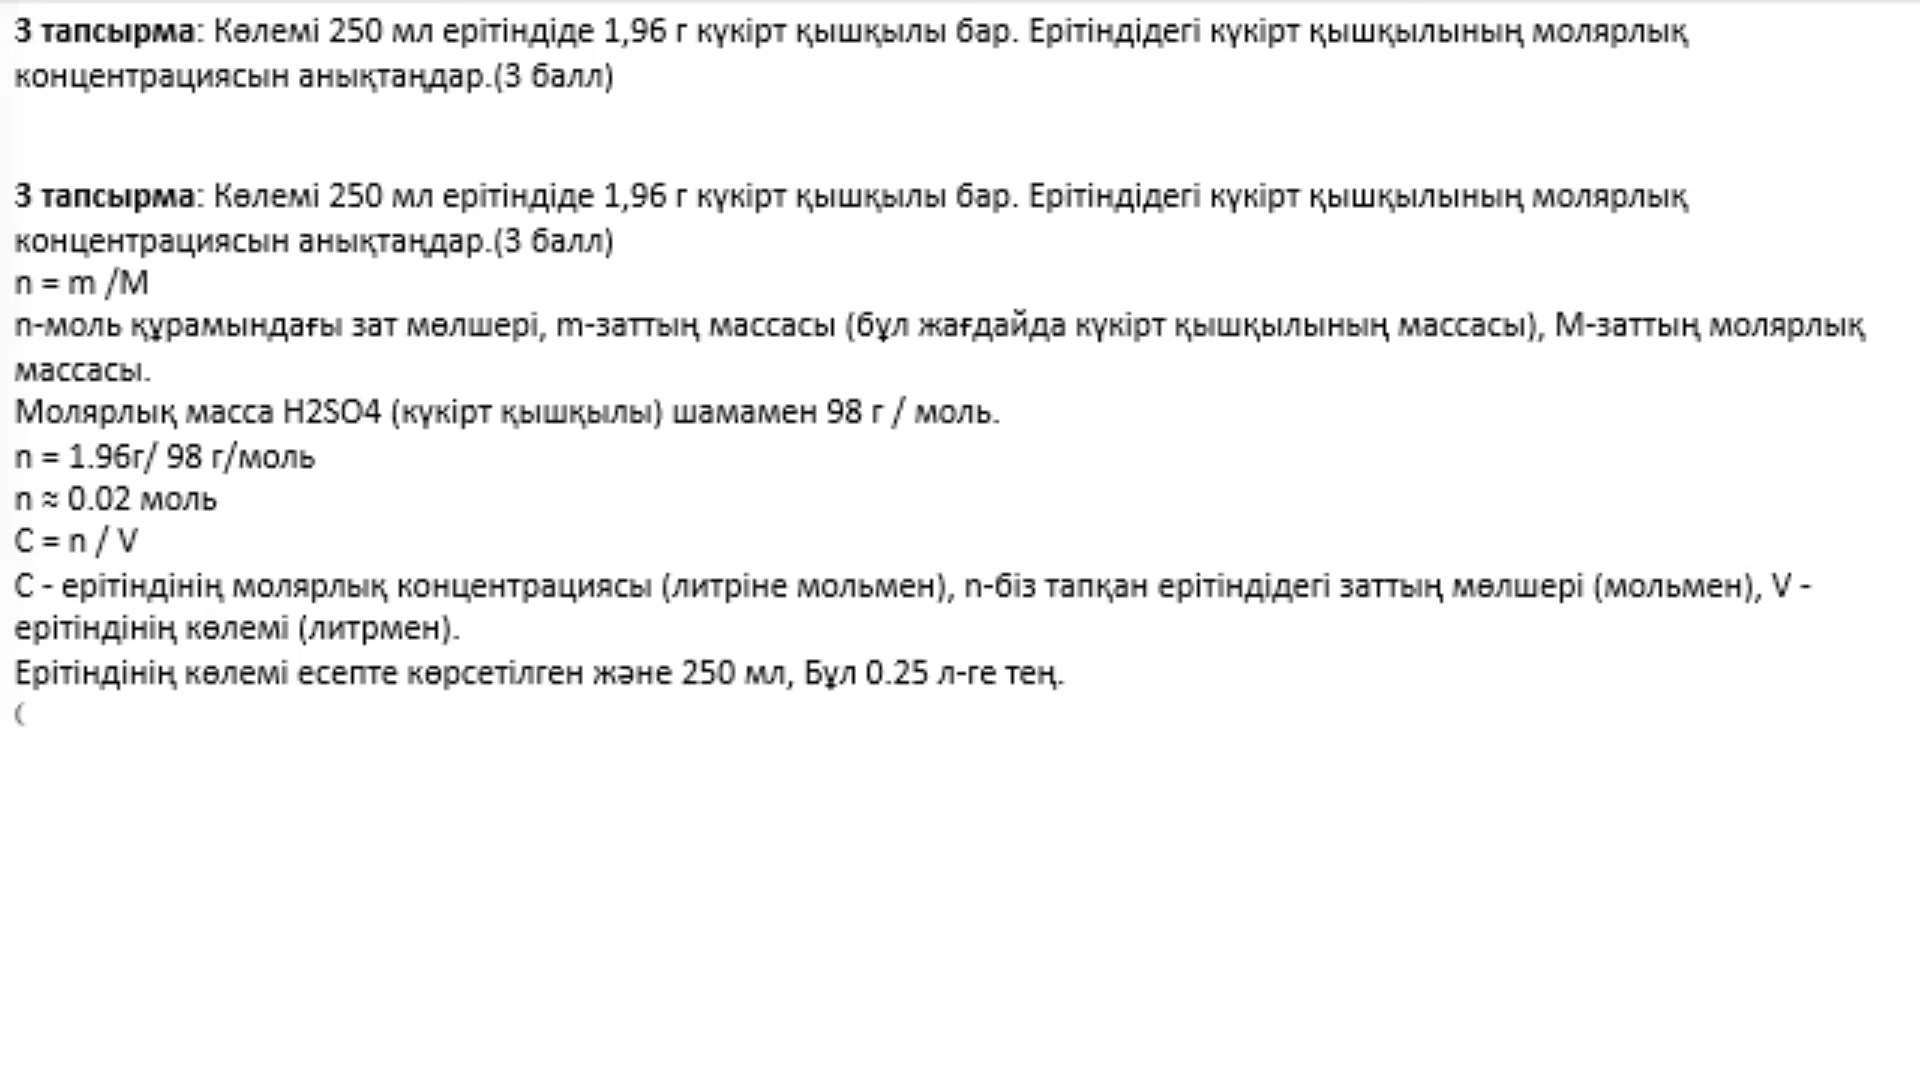 3 тапсырма: Көлемі 250 мл ерітіндіде 1,96 г күкірт қышқылы бар. Ерітіндідегі күкірт қышқылының молярлық
концентрациясын анықтаңдар.(3 балл)
3 тапсырма: Көлемі 250 мл ерітіндіде 1,96 г күкірт қышқылы бар. Ерітіндідегі күкірт қышқылының молярлық
концентрациясын анықтаңдар.(3 балл)
n = m /M
n-моль құрамындағы зат мөлшері, m-заттың массасы (бұл жағдайда күкірт қышқылының массасы), М-заттың молярлық
массасы.
Молярлық масса H2SO4 (күкірт қышқылы) шамамен 98 г / моль.
n = 1.96г/ 98 г/моль
n ≈ 0.02 моль
C = n / V
C - ерітіндінің молярлық концентрациясы (литріне мольмен), n-біз тапқан ерітіндідегі заттың мөлшері (мольмен), V -
ерітіндінің көлемі (литрмен).
Ерітіндінің көлемі есепте көрсетілген және 250 мл, Бұл 0.25 л-ге тең.
(